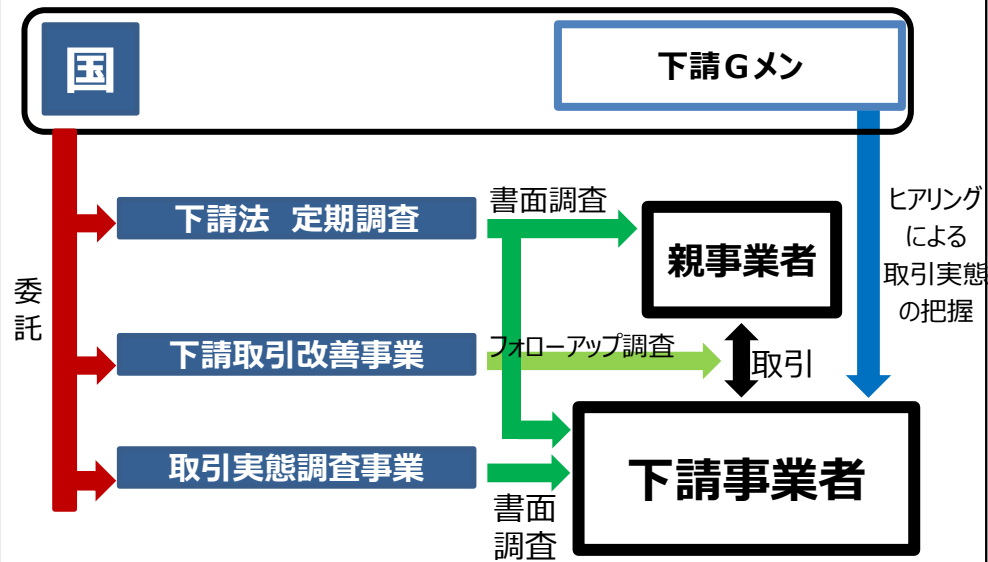 国
下請Gメン
下請法 定期調査
書面調査
親事業者
ヒアリング
による
取引実態
の把握
委
託
下請取引改善事業
フォローアップ調査
取引
取引実態調査事業
書面
調査
下請事業者